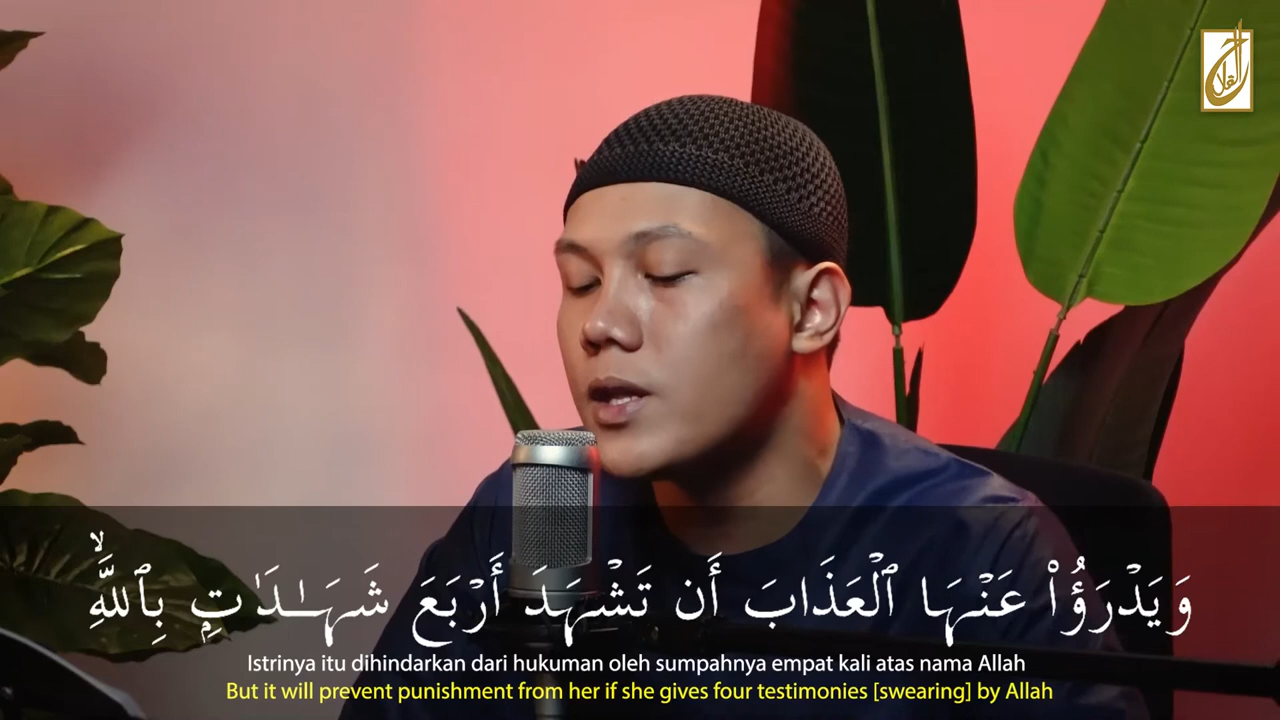 وَيَدْرَؤُا۟ عَنْهَا ٱلْعَذَابَ أَن تَشْهَدَ أَرْبَعَ شَهَـٰدَٰتٍۭ بِٱللَّهِ ۙ
Istrinya itu dihindarkan dari hukuman oleh sumpahnya empat kali atas nama Allah
But it will prevent punishment from her if she gives four testimonies [swearing] by Allah